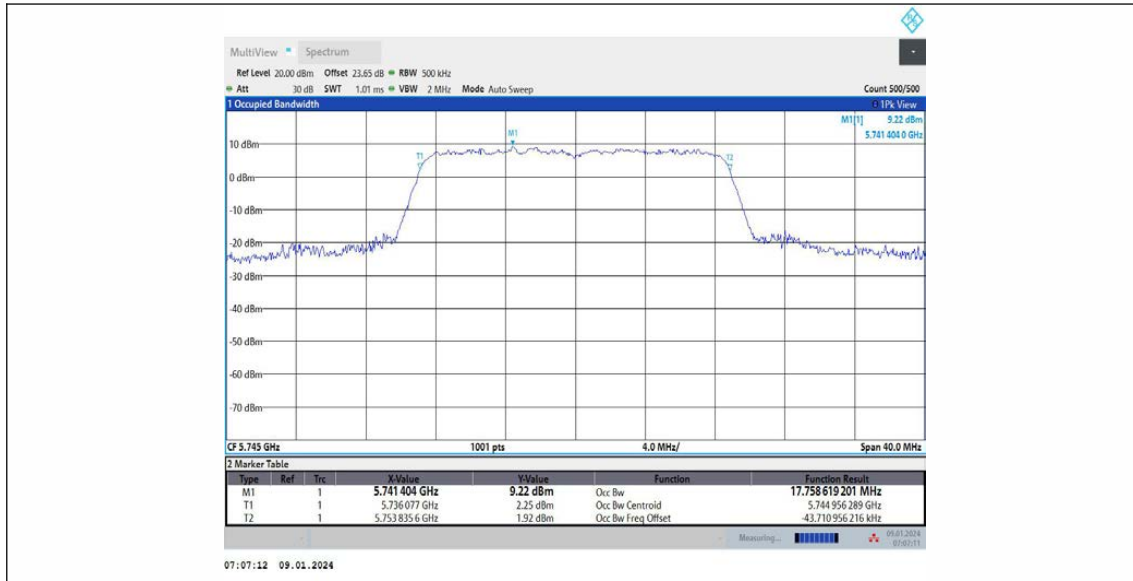 MultiView Spectrum
Ref Level 20.00 dBm Offset 23.65 dB RBW 500 kHz
Att 30 dB SWT 1.01 ms VBW 2 MHz Mode Auto Sweep Count 500/500
1 Occupied Bandwidth 1Pk View
M1[1] 9.22 dBm
5.741 404 0 GHz
M1
10 dBm
T1 T2
0 dBm
-10 dBm
-20 dBm
-30 dBm
-40 dBm
-50 dBm
-60 dBm
-70 dBm
CF 5.745 GHz 1001 pts 4.0 MHz/ Span 40.0 MHz
2 Marker Table
Type Ref Trc X-Value Y-Value Function Function Result
M1 1 5.741 404 GHz 9.22 dBm Occ Bw 17.758 619 201 MHz
T1 1 5.736 077 GHz 2.25 dBm Occ Bw Centroid 5.744 956 289 GHz
T2 1 5.753 835 6 GHz 1.92 dBm Occ Bw Freq Offset -43.710 956 216 kHz
Measuring... 09.01.2024
07:07:11
07:07:12 09.01.2024